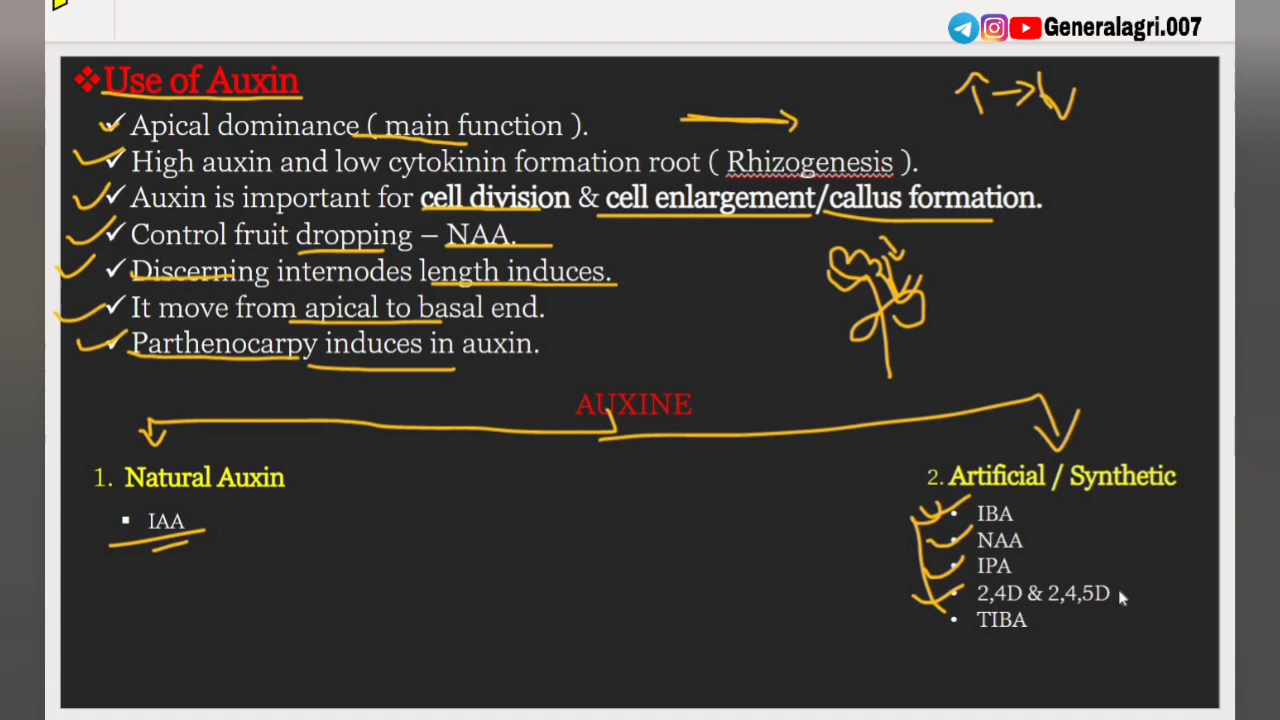 Generalagri.007
❖Use of Auxin
✓Apical dominance ( main function ).
✓High auxin and low cytokinin formation root ( Rhizogenesis ).
✓Auxin is important for cell division & cell enlargement/callus formation.
✓Control fruit dropping – NAA.
✓Discerning internodes length induces.
✓It move from apical to basal end.
✓Parthenocarpy induces in auxin.
AUXINE
1. Natural Auxin
▪ IAA
2. Artificial / Synthetic
• IBA
• NAA
• IPA
• 2,4D & 2,4,5D
• TIBA